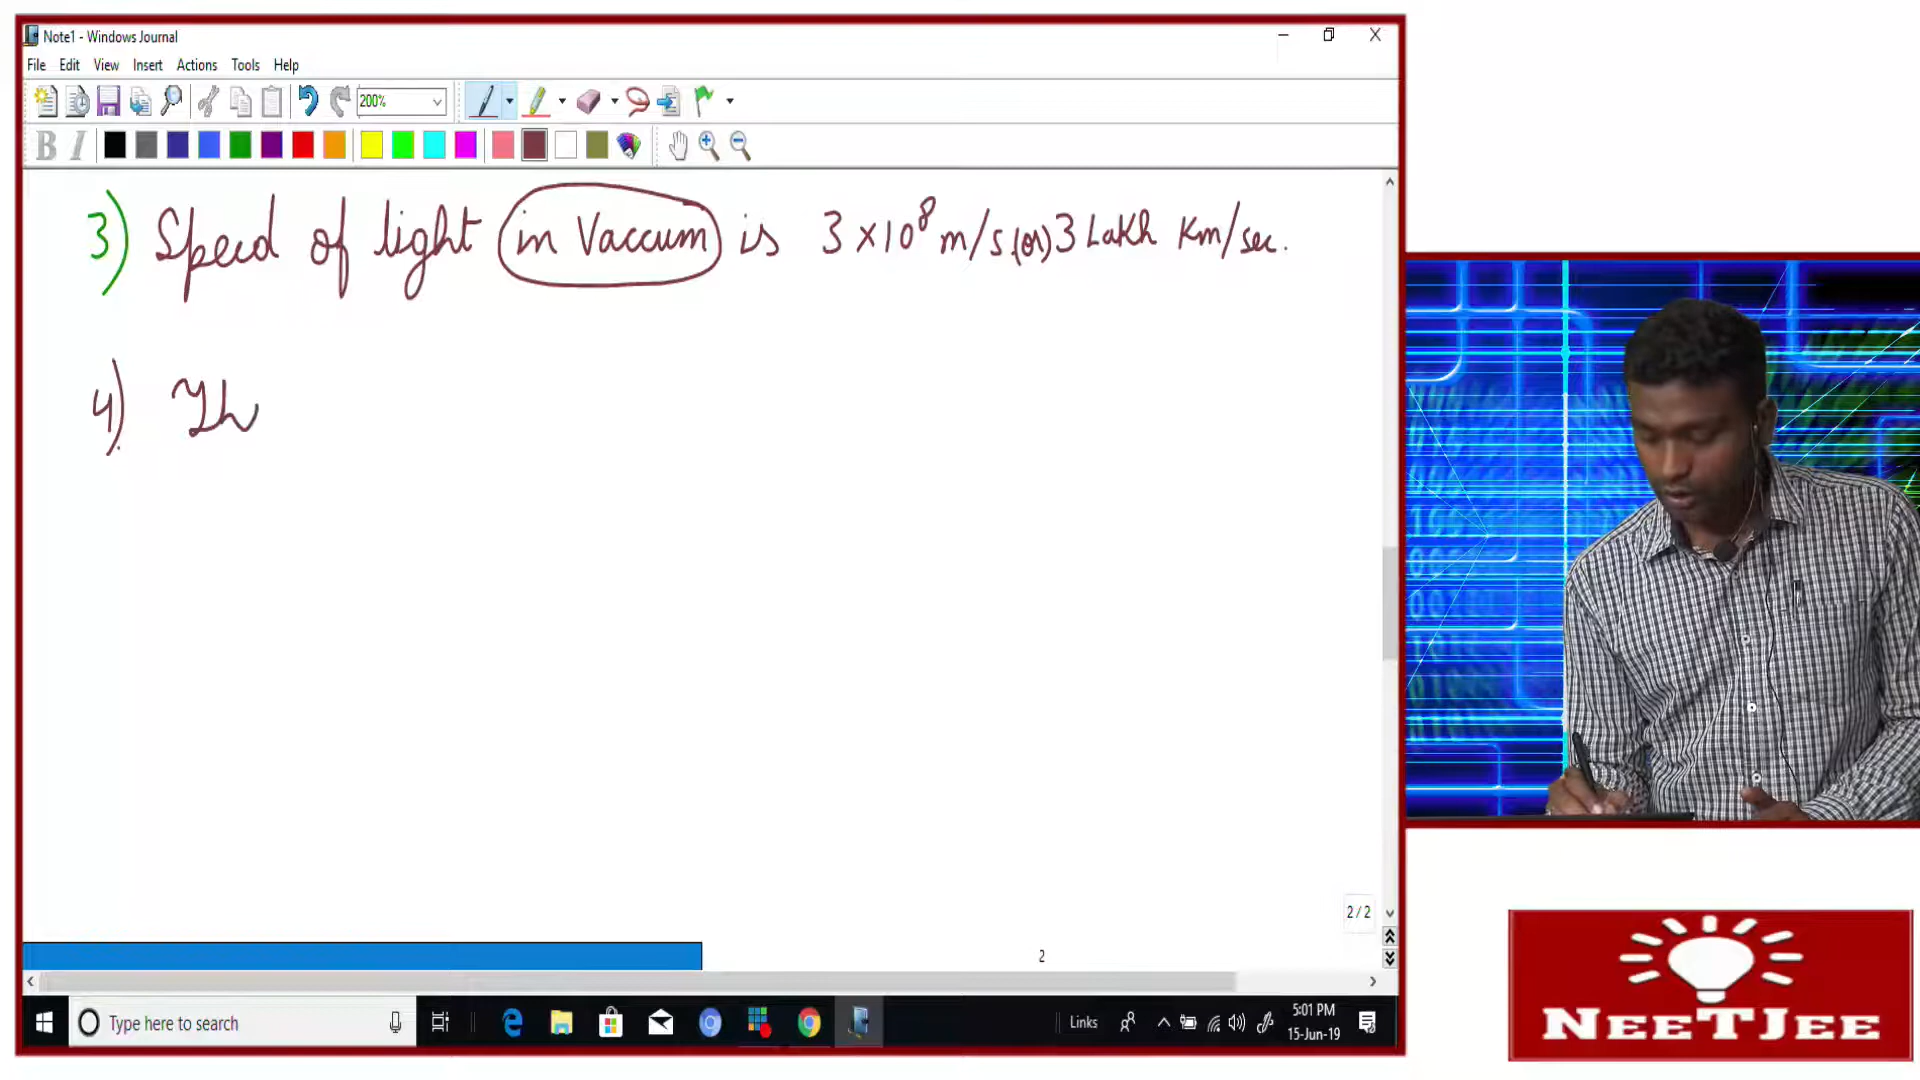 Note1 - Windows Journal
File Edit View Insert Actions Tools Help
200%
B I
3) Speed of light in Vaccum is 3×10⁸ m/s (or) 3 Lakh Km/sec.
4) Th
2 / 2
2
Type here to search
Links
5:01 PM
15-Jun-19
NEETJEE